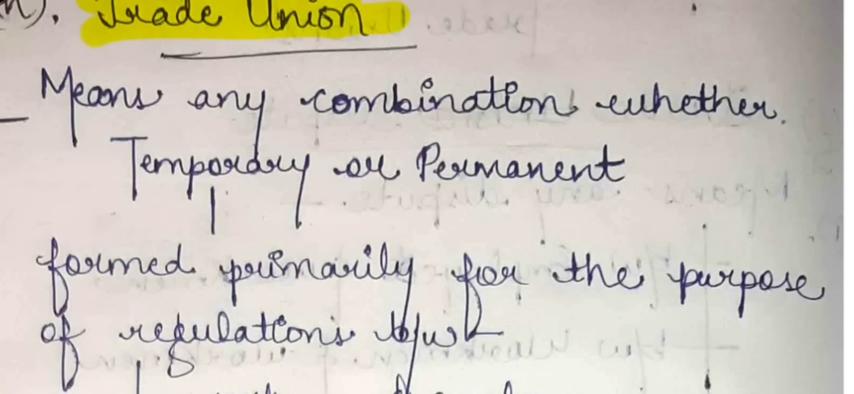 n). Trade Union
- Means any combination whether.
Temporary or Permanent
formed primarily for the purpose
of regulations b/w